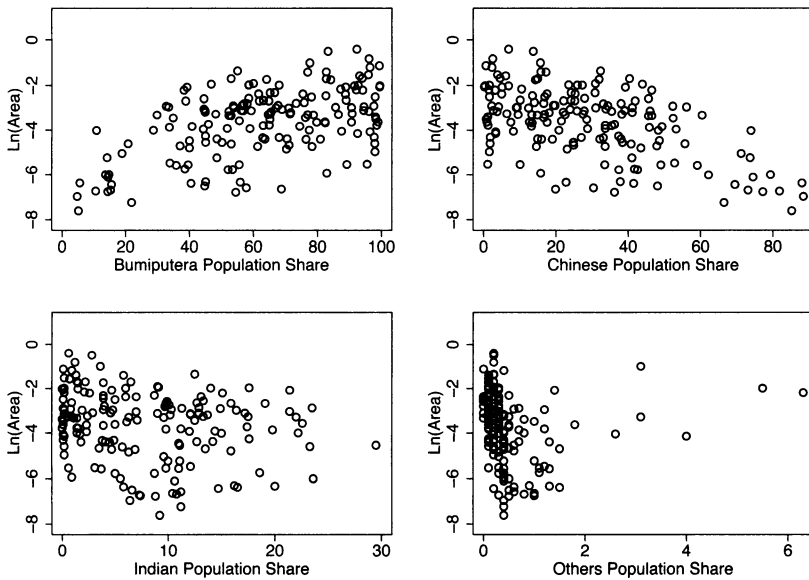 Ln(Area)
0
-2
-4
-6
-8
0 20 40 60 80 100
Bumiputera Population Share
Ln(Area)
0
-2
-4
-6
-8
0 20 40 60 80
Chinese Population Share
Ln(Area)
0
-2
-4
-6
-8
0 10 20 30
Indian Population Share
Ln(Area)
0
-2
-4
-6
-8
0 2 4 6
Others Population Share